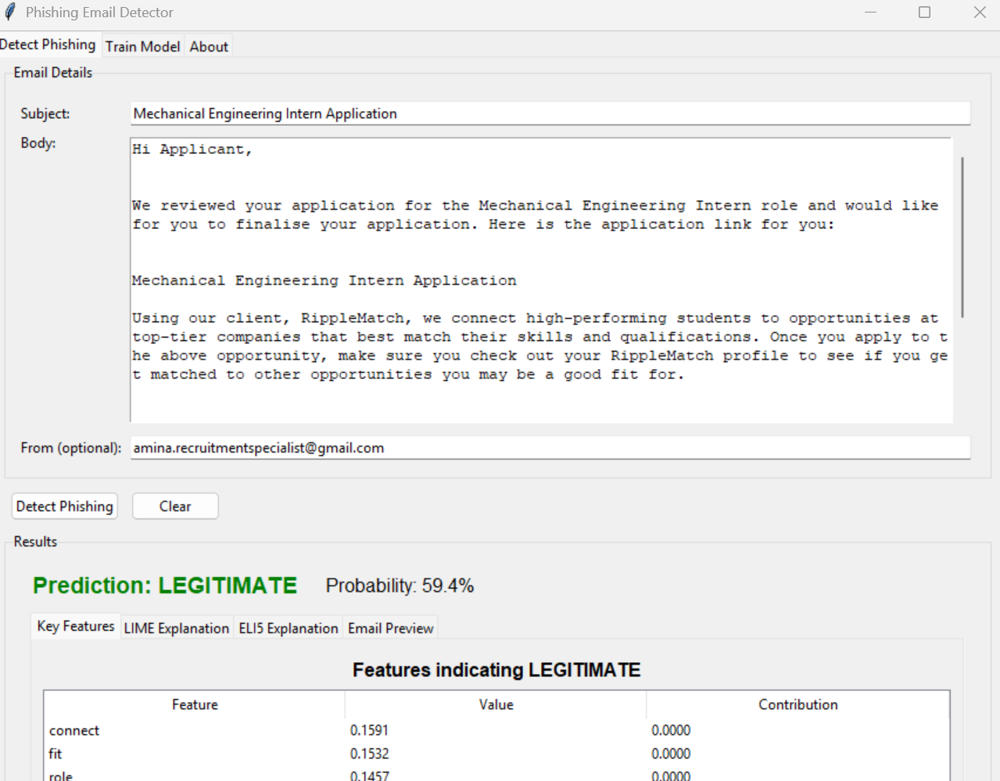 Phishing Email Detector
Detect Phishing Train Model About
Email Details
Subject: Mechanical Engineering Intern Application
Body:
Hi Applicant,
We reviewed your application for the Mechanical Engineering Intern role and would like
for you to finalise your application. Here is the application link for you:
Mechanical Engineering Intern Application
Using our client, RippleMatch, we connect high-performing students to opportunities at
top-tier companies that best match their skills and qualifications. Once you apply to t
he above opportunity, make sure you check out your RippleMatch profile to see if you ge
t matched to other opportunities you may be a good fit for.
From (optional): amina.recruitmentspecialist@gmail.com
Detect Phishing Clear
Results
Prediction: LEGITIMATE Probability: 59.4%
Key Features LIME Explanation ELI5 Explanation Email Preview
Features indicating LEGITIMATE
Feature Value Contribution
connect 0.1591 0.0000
fit 0.1532 0.0000
role 0.1457 0.0000